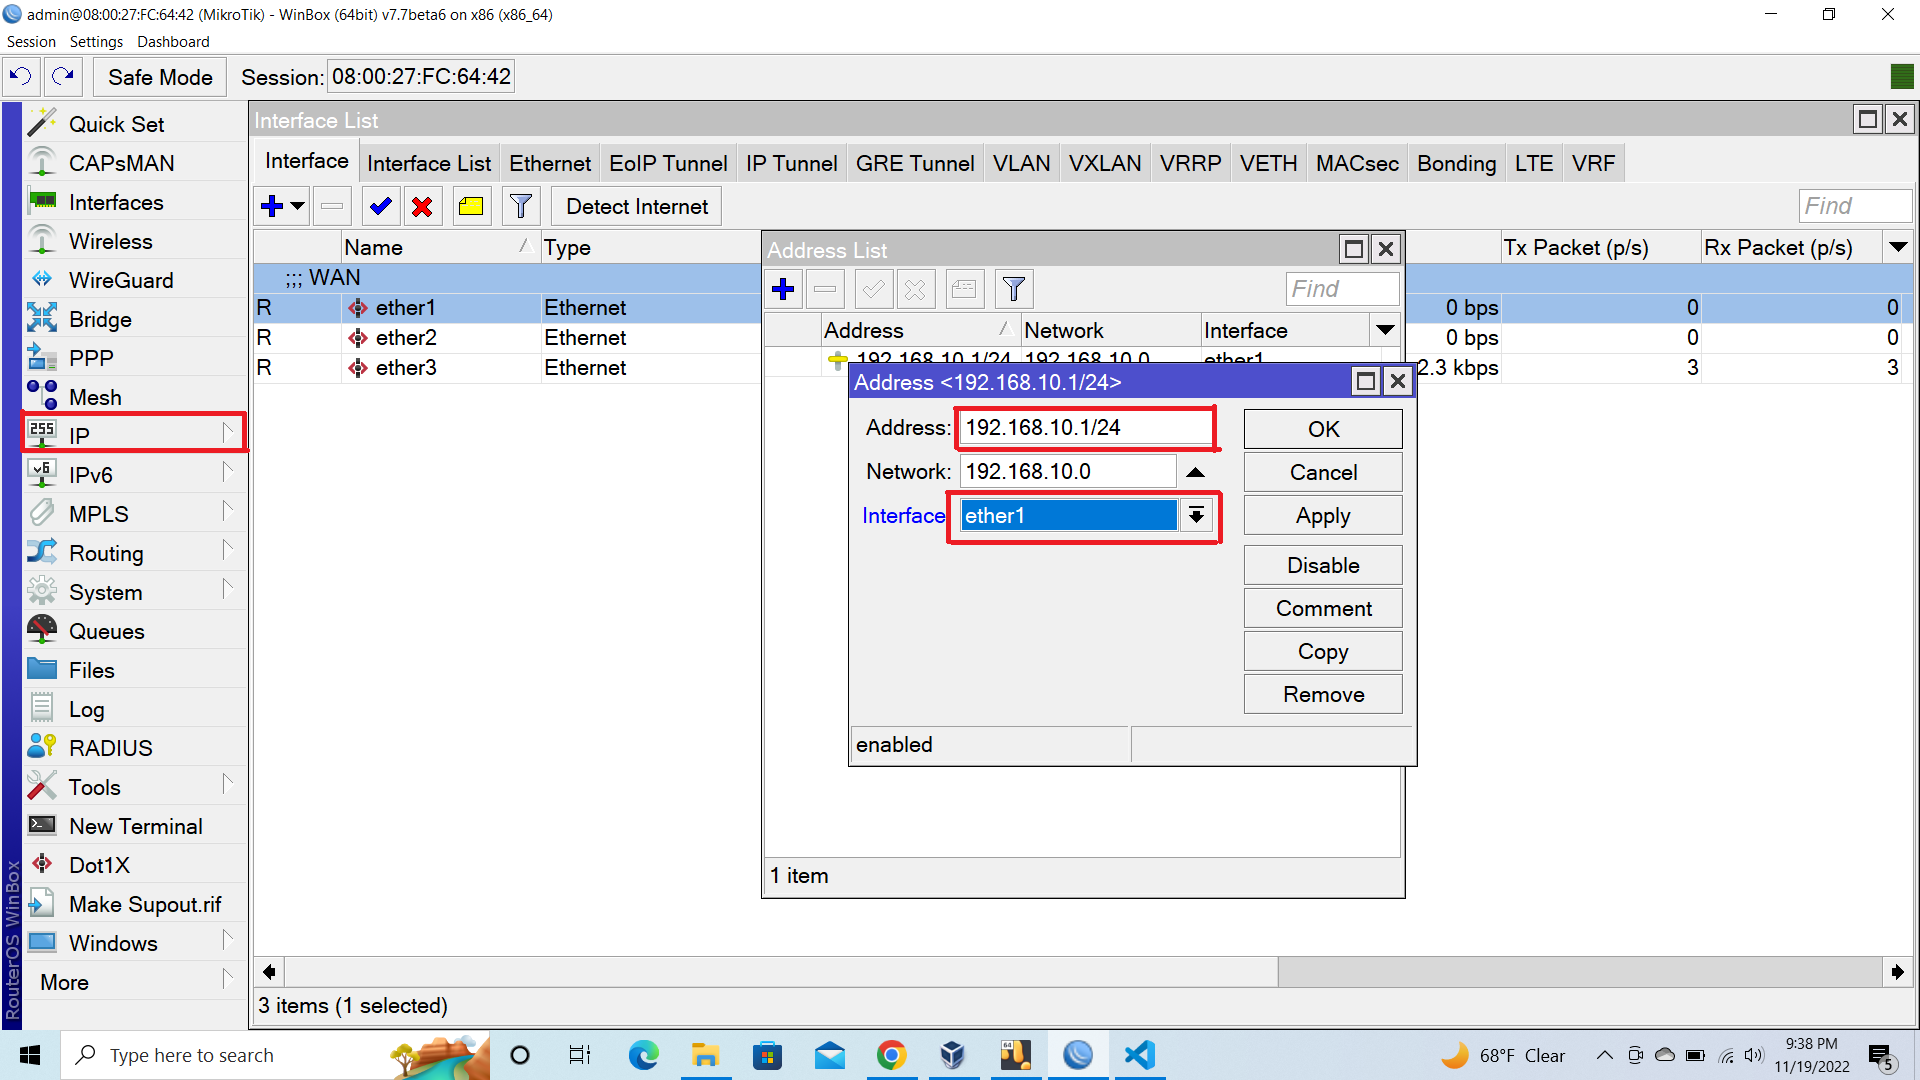 admin@08:00:27:FC:64:42 (MikroTik) - WinBox (64bit) v7.7beta6 on x86 (x86_64)
Session Settings Dashboard
Safe Mode Session: 08:00:27:FC:64:42
Quick Set
CAPsMAN
Interfaces
Wireless
WireGuard
Bridge
PPP
Mesh
255 IP
v6 IPv6
MPLS
Routing
System
Queues
Files
Log
RADIUS
Tools
New Terminal
Dot1X
Make Supout.rif
Windows
More
RouterOS WinBox
Interface List
Interface Interface List Ethernet EoIP Tunnel IP Tunnel GRE Tunnel VLAN VXLAN VRRP VETH MACsec Bonding LTE VRF
Detect Internet Find
Name Type Tx Packet (p/s) Rx Packet (p/s)
;;; WAN
R ether1 Ethernet 0 bps 0 0
R ether2 Ethernet 0 bps 0 0
R ether3 Ethernet 2.3 kbps 3 3
Address List
Find
Address Network Interface
192.168.10.1/24 192.168.10.0 ether1
Address <192.168.10.1/24>
Address: 192.168.10.1/24
Network: 192.168.10.0
Interface ether1
OK
Cancel
Apply
Disable
Comment
Copy
Remove
enabled
1 item
3 items (1 selected)
Type here to search
64
68°F Clear
9:38 PM
11/19/2022
5